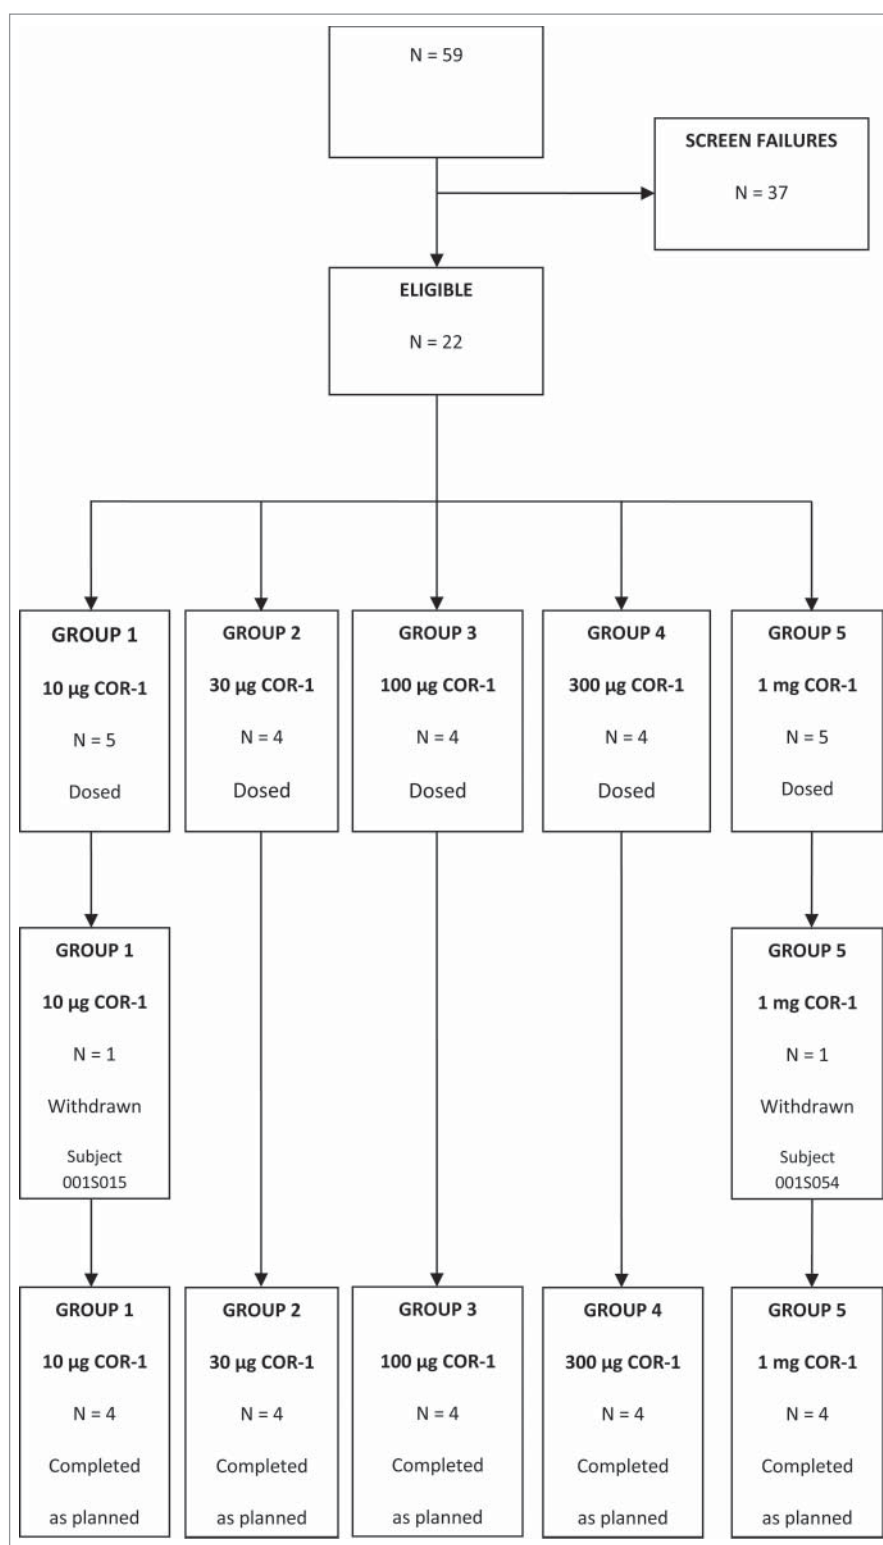 N = 59
SCREEN FAILURES
N = 37
ELIGIBLE
N = 22
GROUP 1
10 µg COR-1
N = 5
Dosed
GROUP 2
30 µg COR-1
N = 4
Dosed
GROUP 3
100 µg COR-1
N = 4
Dosed
GROUP 4
300 µg COR-1
N = 4
Dosed
GROUP 5
1 mg COR-1
N = 5
Dosed
GROUP 1
10 µg COR-1
N = 1
Withdrawn
Subject
001S015
GROUP 5
1 mg COR-1
N = 1
Withdrawn
Subject
001S054
GROUP 1
10 µg COR-1
N = 4
Completed
as planned
GROUP 2
30 µg COR-1
N = 4
Completed
as planned
GROUP 3
100 µg COR-1
N = 4
Completed
as planned
GROUP 4
300 µg COR-1
N = 4
Completed
as planned
GROUP 5
1 mg COR-1
N = 4
Completed
as planned